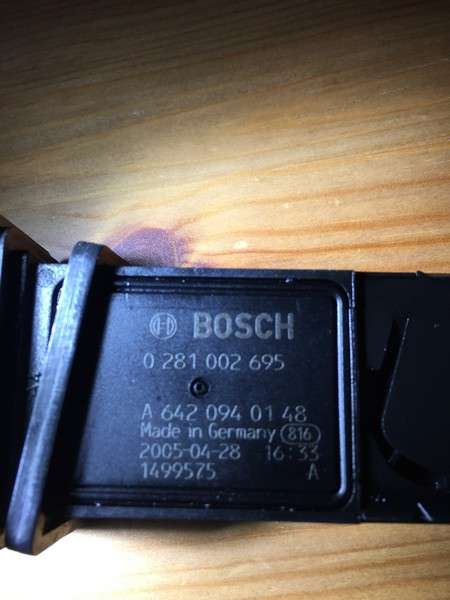 BOSCH
0 281 002 695
A 642 094 01 48
Made in Germany 816
2005-04-28 16:33
1499575 A